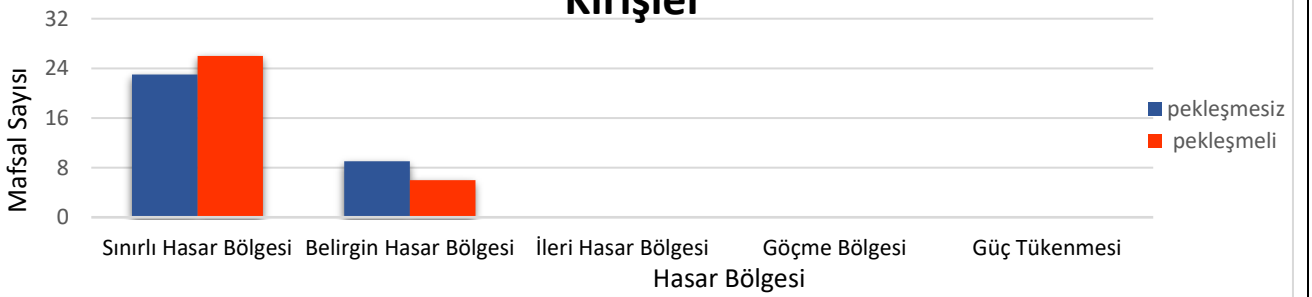 Kirişler
32
24
16
8
0
Mafsal Sayısı
Sınırlı Hasar Bölgesi Belirgin Hasar Bölgesi İleri Hasar Bölgesi Göçme Bölgesi Güç Tükenmesi
Hasar Bölgesi
pekleşmesiz
pekleşmeli